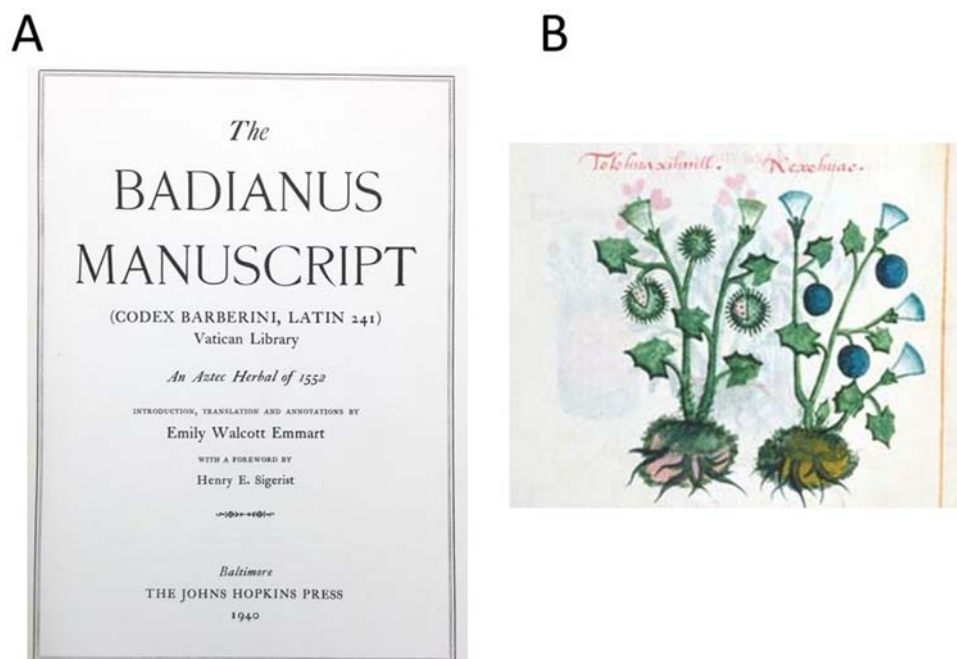 A
The
BADIANUS
MANUSCRIPT
(CODEX BARBERINI, LATIN 241)
Vatican Library
An Aztec Herbal of 1552
INTRODUCTION, TRANSLATION AND ANNOTATIONS BY
Emily Walcott Emmart
WITH A FOREWORD BY
Henry E. Sigerist
Baltimore
THE JOHNS HOPKINS PRESS
1940
B